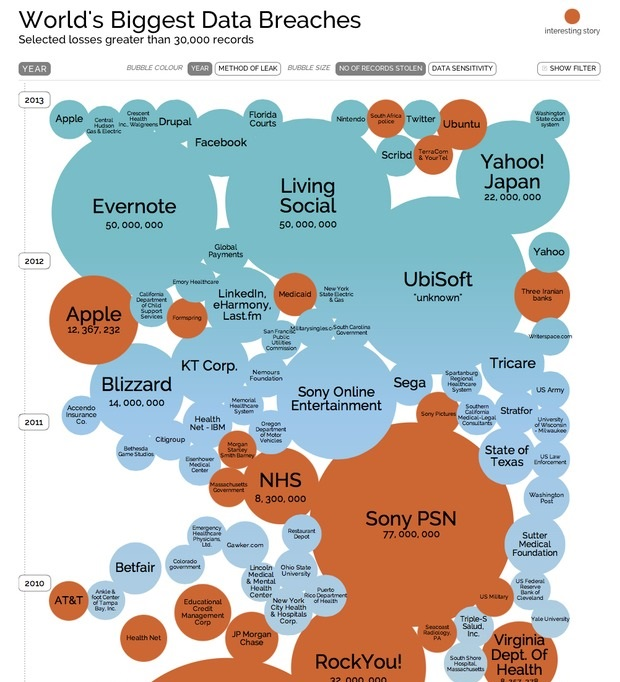 World's Biggest Data Breaches
Selected losses greater than 30,000 records
interesting story
YEAR
BUBBLE COLOUR YEAR METHOD OF LEAK BUBBLE SIZE NO OF RECORDS STOLEN DATA SENSITIVITY SHOW FILTER
2013
Apple
Central
Hudson
Gas & Electric
Crescent
Health
Inc., Walgreens
Drupal
Facebook
Florida
Courts
Nintendo
South Africa
police
Twitter
Ubuntu
Scribd
TerraCom
& YourTel
Washington
State court
system
Yahoo!
Japan
22,000,000
Evernote
50,000,000
Living
Social
50,000,000
Global
Payments
UbiSoft
"unknown"
Yahoo
2012
Apple
12,367,232
California
Department
of Child
Support
Services
Emory Healthcare
Formspring
LinkedIn,
eHarmony,
Last.fm
Medicaid
New York
State Electric
& Gas
Three Iranian
banks
San Francisc
Public
Utilities
Commission
Militarysingles.c
South Carolina
Government
Writerspace.com
KT Corp.
Nemours
Foundation
Blizzard
14,000,000
Sony Online
Entertainment
Sega
Spartanburg
Regional
Healthcare
System
Tricare
US Army
Accendo
Insurance
Co.
Health
Net - IBM
Memorial
Healthcare
System
Oregon
Department
of Motor
Vehicles
Sony Pictures
Southern
California
Medical-Legal
Consultants
Stratfor
University
of Wisconsin
- Milwaukee
2011
Bethesda
Game Studios
Citigroup
Eisenhower
Medical
Center
Morgan
Stanley
Smith Barney
Massachusetts
Government
NHS
8,300,000
State of
Texas
US Law
Enforcement
Washington
Post
Sony PSN
77,000,000
Emergency
Healthcare
Physicians,
Ltd.
Gawker.com
Restaurant
Depot
Sutter
Medical
Foundation
Betfair
Colorado
government
Lincoln
Medical
& Mental
Health
Center
Ohio State
University
2010
AT&T
Ankle &
foot Center
of Tampa
Bay, Inc.
Educational
Credit
Management
Corp
New York
City Health
& Hospitals
Corp.
Puerto
Rico Department
of Health
US Military
US Federal
Reserve
Bank of
Cleveland
Yale University
Health Net
JP Morgan
Chase
Seacoast
Radiology,
PA
Triple-S
Salud,
Inc.
South Shore
Hospital,
Massachusetts
Virginia
Dept. Of
Health
8,257,378
RockYou!
32,000,000